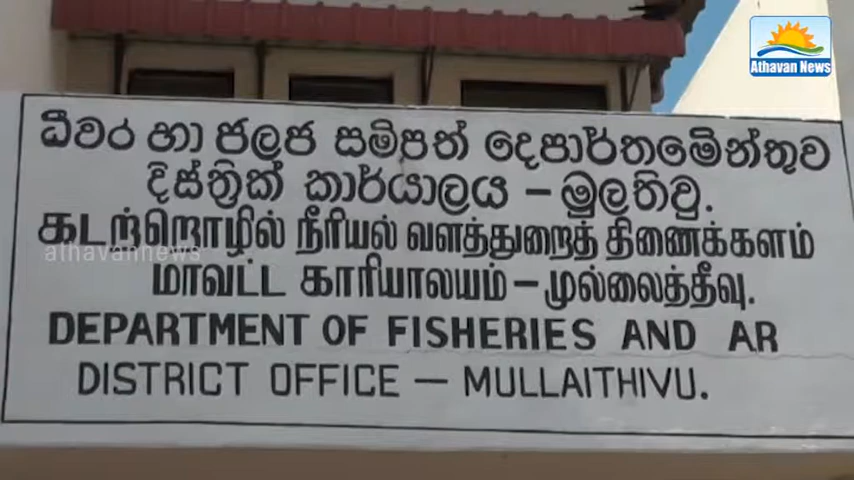 Athavan News
ධීවර හා ජලජ සම්පත් දෙපාර්තමේන්තුව
දිස්ත්‍රික් කාර්යාලය – මුලතිව්.
கடற்றொழில் நீரியல் வளத்துறைத் திணைக்களம்
athavannews
மாவட்ட காரியாலயம் – முல்லைத்தீவு.
DEPARTMENT OF FISHERIES AND AR
DISTRICT OFFICE – MULLAITHIVU.